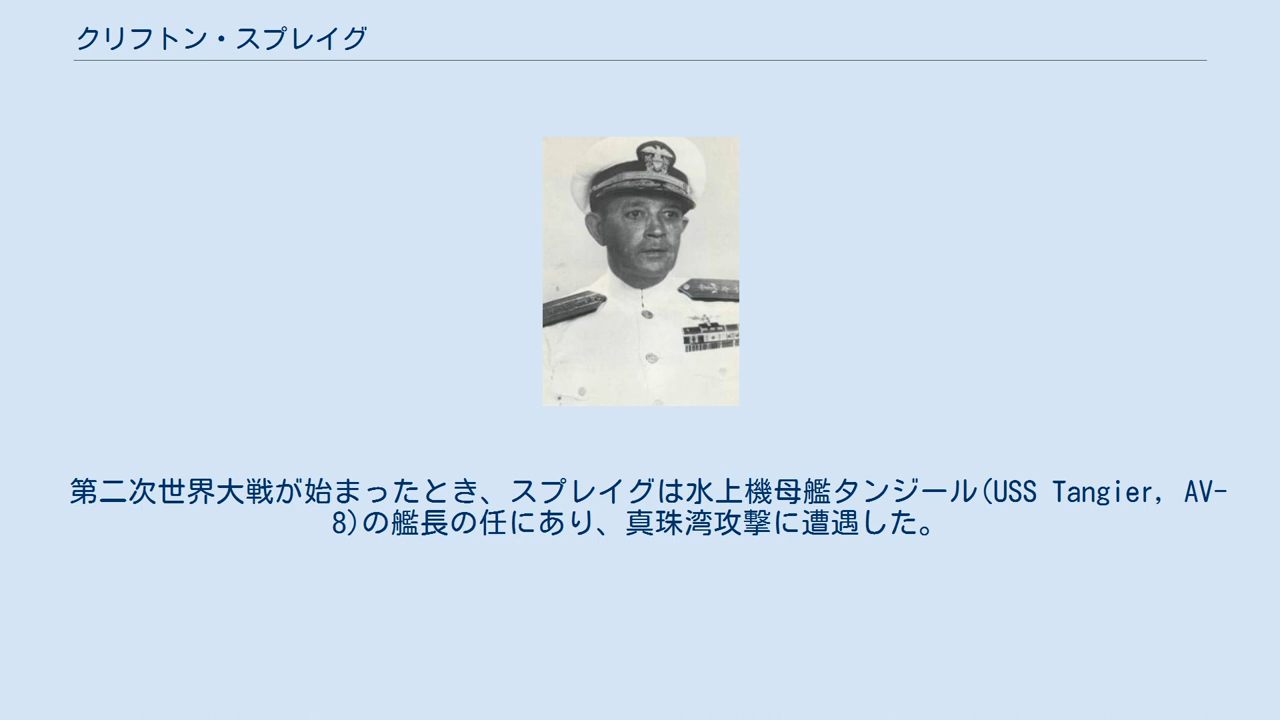 クリフトン・スプレイグ
第二次世界大戦が始まったとき、スプレイグは水上機母艦タンジール(USS Tangier, AV-
8)の艦長の任にあり、真珠湾攻撃に遭遇した。